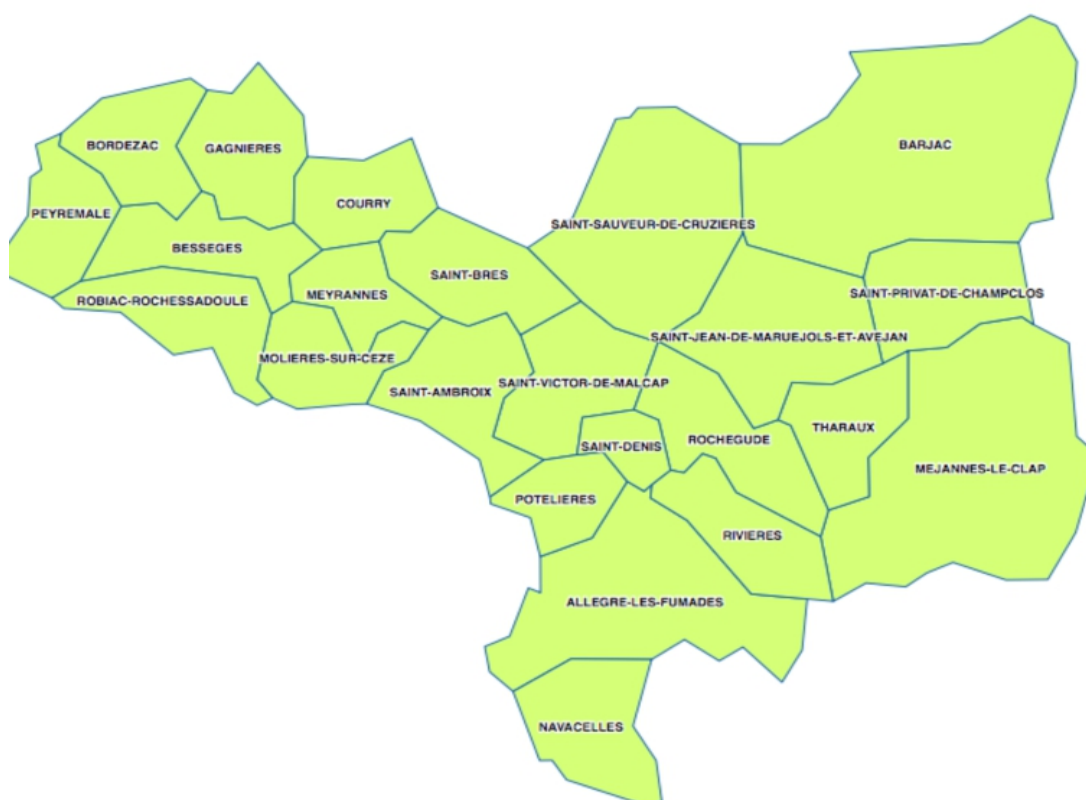 BARJAC
BORDEZAC
GAGNIERES
COURRY
PEYREMALE
SAINT-SAUVEUR-DE-CRUZIERES
BESSEGES
SAINT-BRES
MEYRANNES
SAINT-PRIVAT-DE-CHAMPCLOS
ROBIAC-ROCHESSADOULE
SAINT-JEAN-DE-MARUEJOLS-ET-AVEJAN
MOLIERES-SUR-CEZE
SAINT-VICTOR-DE-MALCAP
SAINT-AMBROIX
THARAUX
ROCHEGUDE
SAINT-DENIS
MEJANNES-LE-CLAP
POTELIERES
RIVIERES
ALLEGRE-LES-FUMADES
NAVACELLES